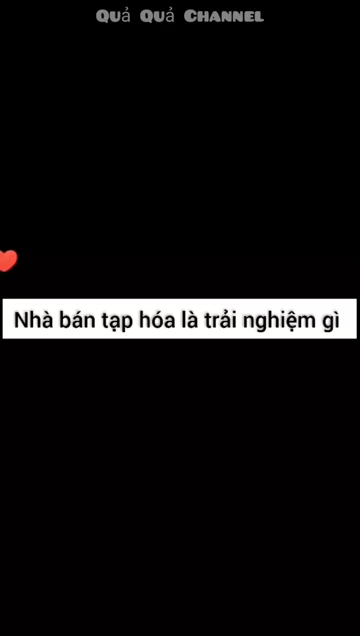 Quả Quả Channel
Nhà bán tạp hóa là trải nghiệm gì